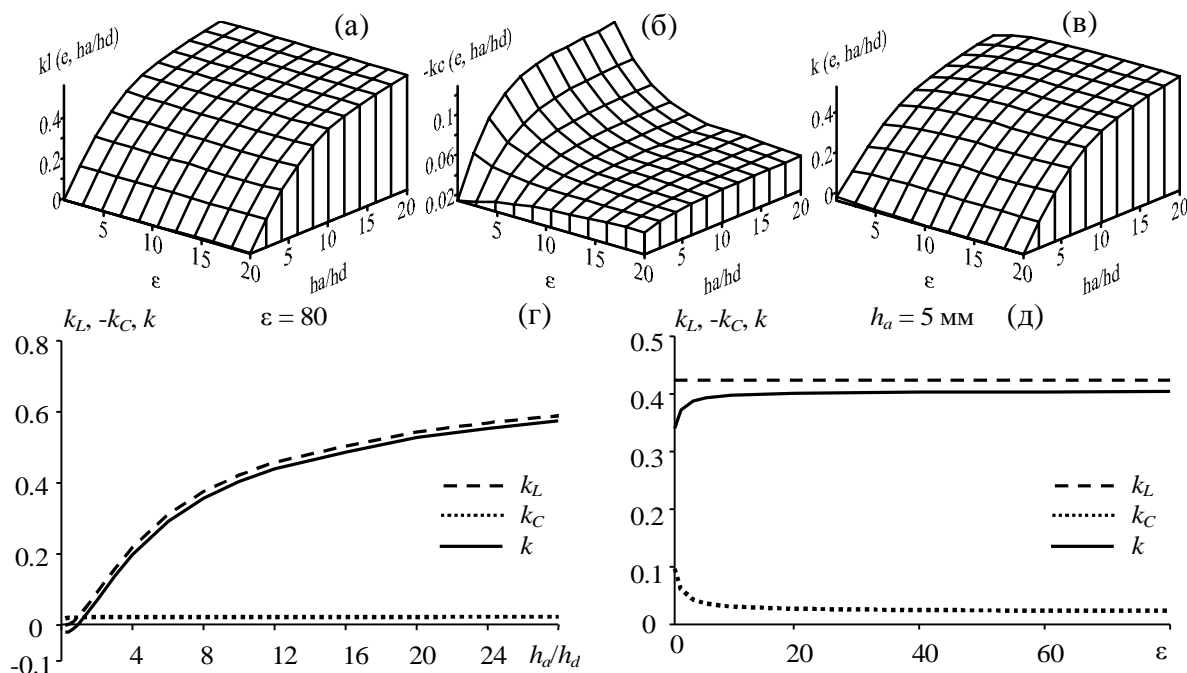 (а)
kl (e, ha/hd)
0.4
0.2
0
5
10
15
20
ε
5
10
15
20
ha/hd
(б)
-kc (e, ha/hd)
0.1
0.06
0.02
5
10
15
20
ε
5
10
15
20
ha/hd
(в)
k (e, ha/hd)
0.4
0.2
0
5
10
15
20
ε
5
10
15
20
ha/hd
k_L, -k_C, k ε = 80 (г)
0.8
0.6
0.4
0.2
0
-0.1
4 8 12 16 20 24 h_a/h_d
k_L
k_C
k
k_L, -k_C, k h_a = 5 мм (д)
0.5
0.4
0.3
0.2
0.1
0
0 20 40 60 ε
k_L
k_C
k